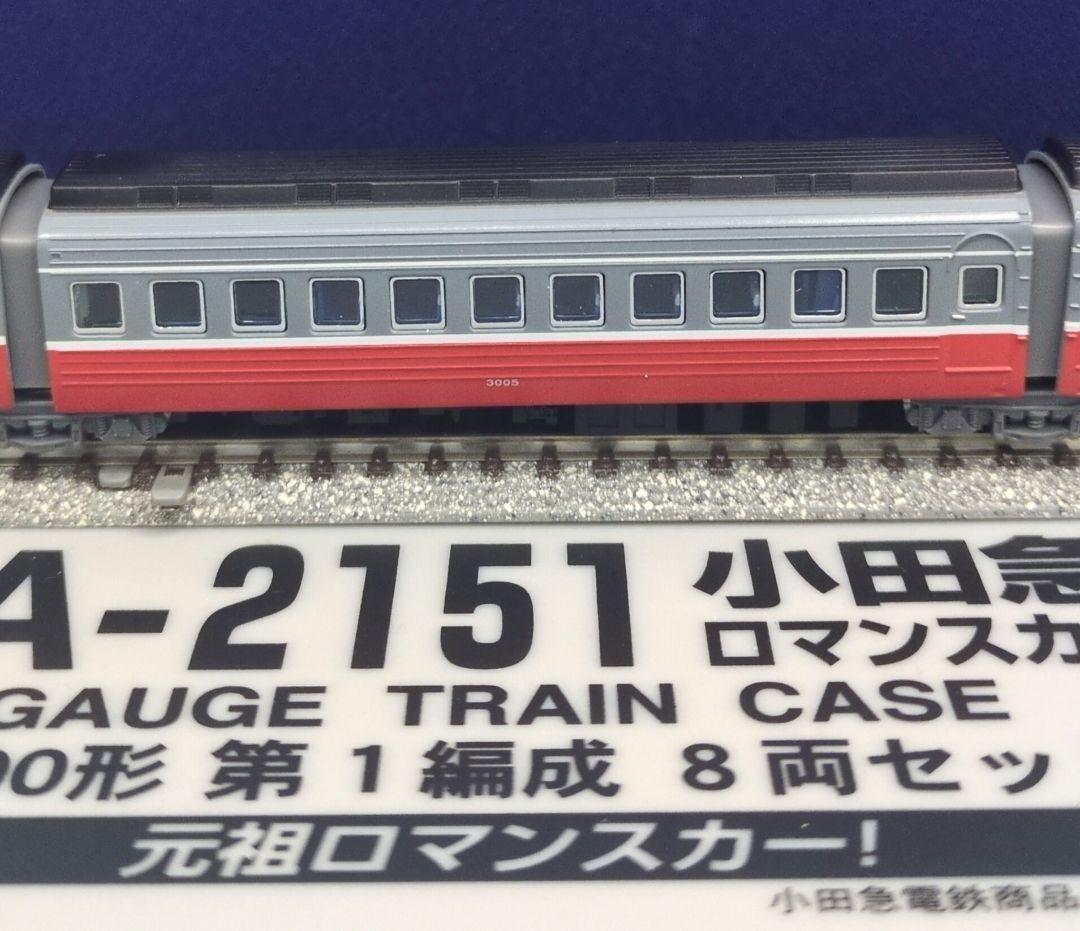 3005
A-2151 小田急
ロマンスカ
GAUGE TRAIN CASE
00形 第1編成 8両セッ
元祖ロマンスカー!
小田急電鉄商品